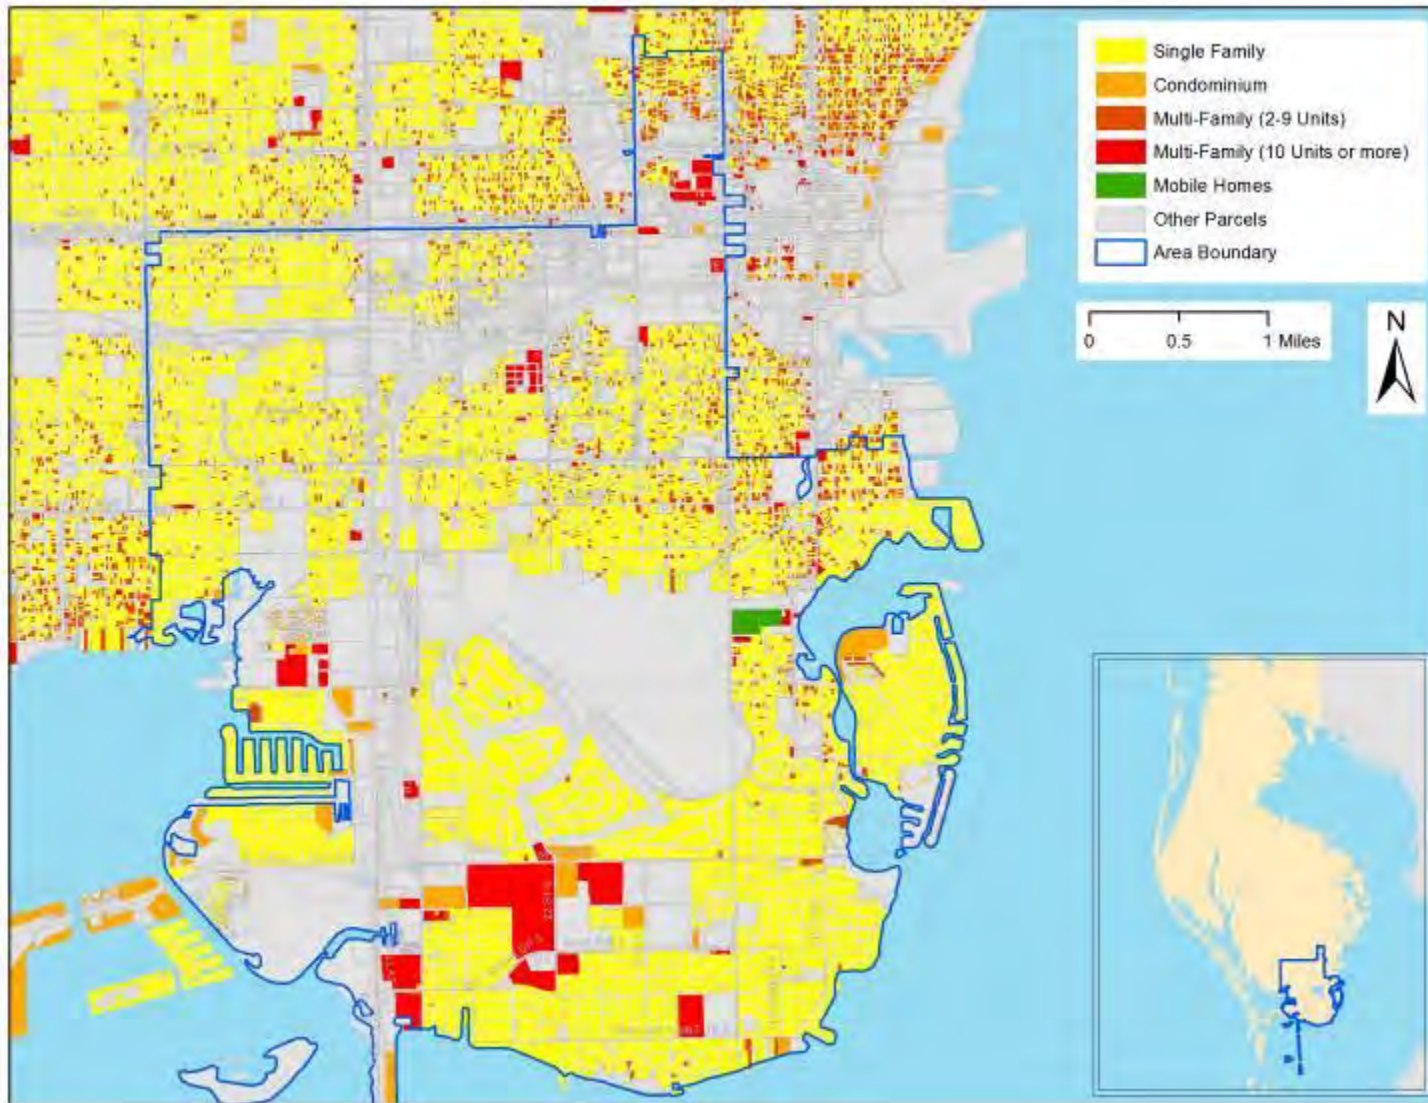 Single Family
Condominium
Multi-Family (2-9 Units)
Multi-Family (10 Units or more)
Mobile Homes
Other Parcels
Area Boundary
0 0.5 1 Miles
N